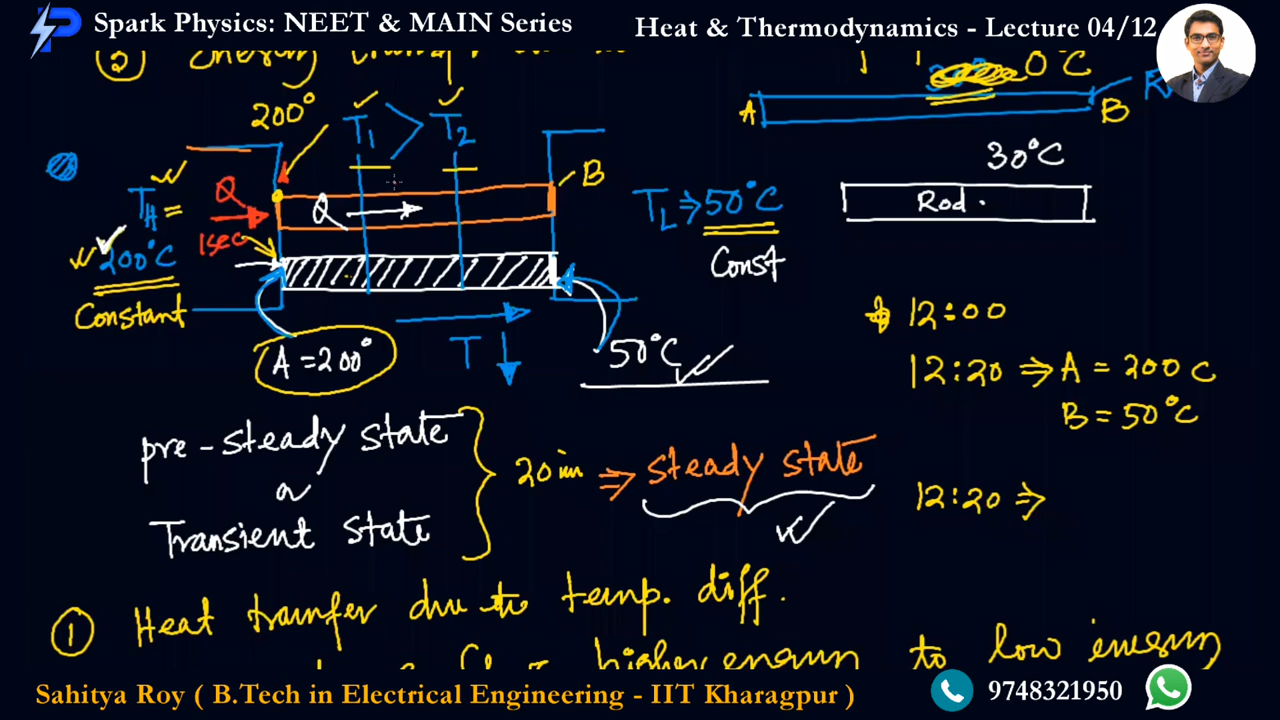 Spark Physics: NEET & MAIN Series
Heat & Thermodynamics - Lecture 04/12
②
0°C
A
B
30°C
Rod
200°
T1 > T2
B
TH =
200°C
Constant
Q
1sec
Q
TL ⇒ 50°C
Const
A = 200°
T ↓
50°C
12:00
12:20 ⇒ A = 200 C
B = 50°C
pre-steady state
Transient state
20 min ⇒ steady state
12:20 ⇒
① Heat transfer due to temp. diff.
higher to low
Sahitya Roy ( B.Tech in Electrical Engineering - IIT Kharagpur )
9748321950